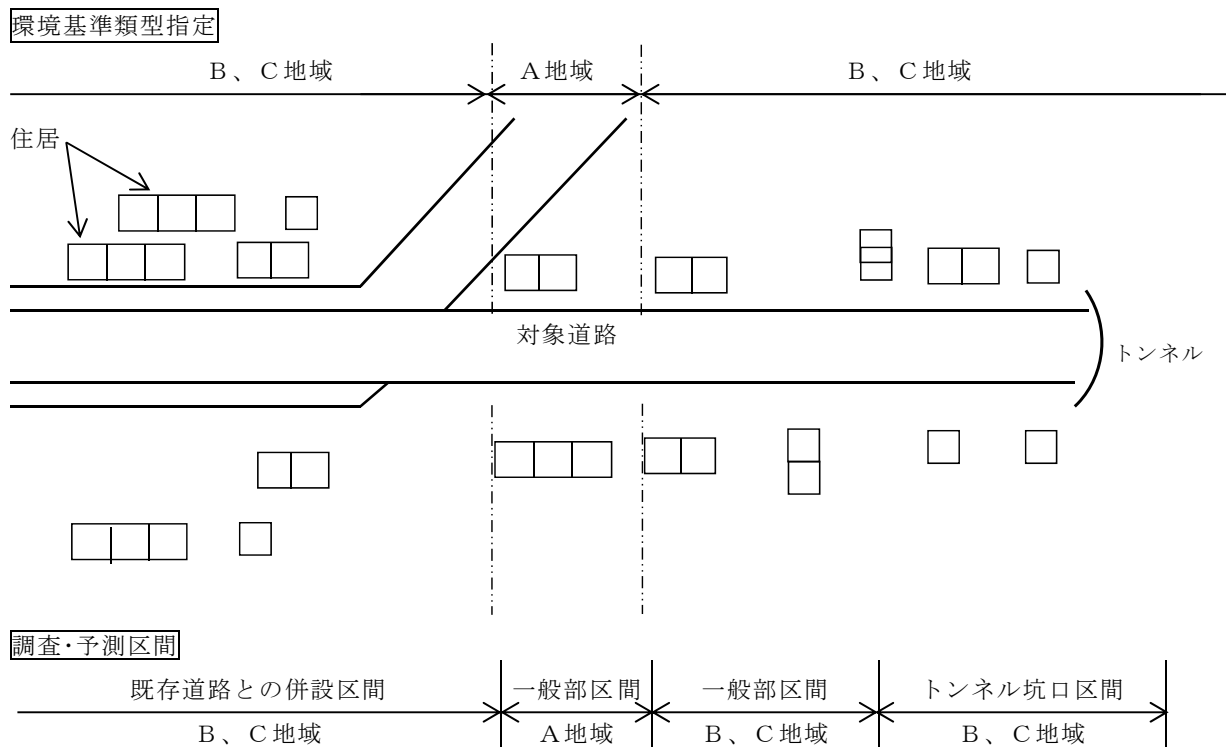 環境基準類型指定
Ｂ、Ｃ地域
Ａ地域
Ｂ、Ｃ地域
住居
対象道路
トンネル
調査・予測区間
既存道路との併設区間
一般部区間
一般部区間
トンネル坑口区間
Ｂ、Ｃ地域
Ａ地域
Ｂ、Ｃ地域
Ｂ、Ｃ地域